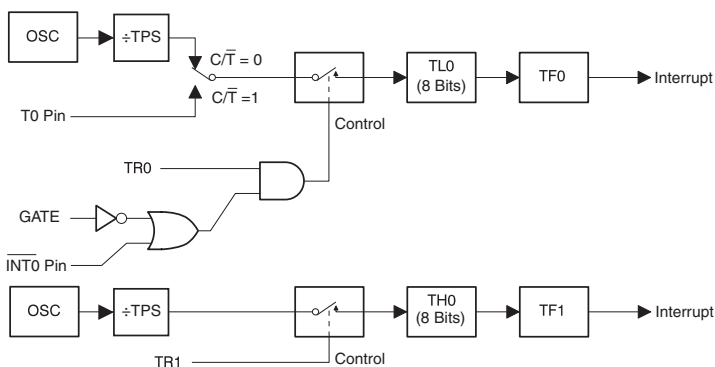 OSC
÷TPS
C/T̅ = 0
C/T̅ =1
T0 Pin
TL0
(8 Bits)
TF0
Interrupt
Control
TR0
GATE
I̅N̅T̅0̅ Pin
OSC
÷TPS
TH0
(8 Bits)
TF1
Interrupt
TR1
Control